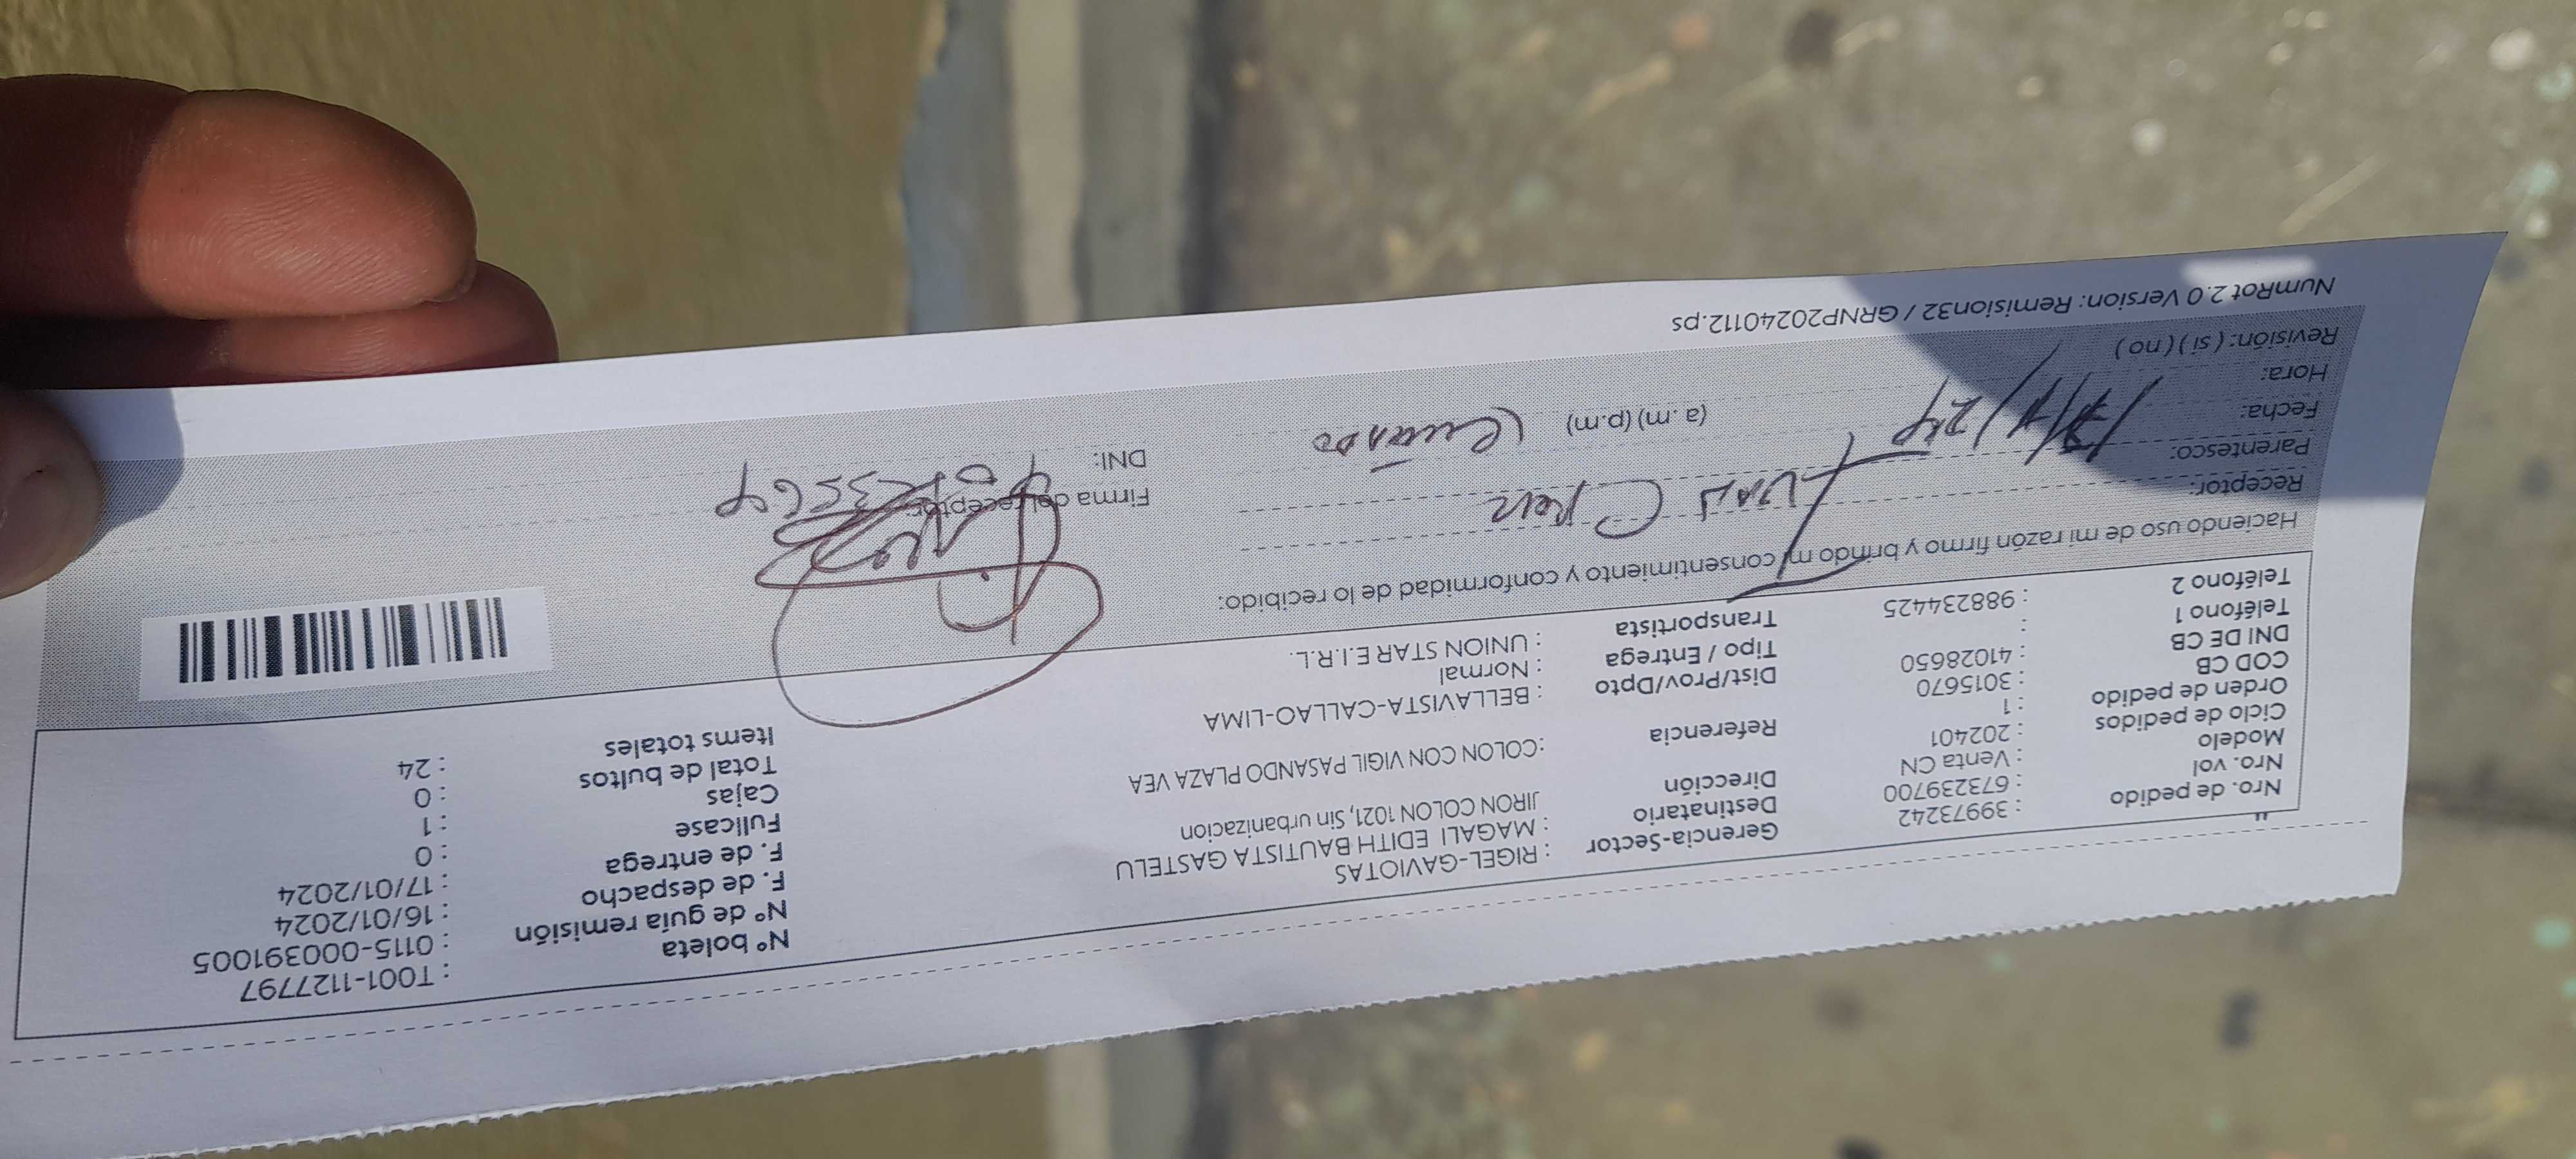 Nro. de pedido : 39973242
Nro. vol : 673239700
Modelo : Venta CN
Ciclo de pedidos : 202401
Orden de pedido : 1
COD CB : 3015670
DNI DE CB : 41028650
Teléfono 1 :
Teléfono 2 : 988234425
Gerencia-Sector : RIGEL-GAVIOTAS
Destinatario : MAGALI EDITH BAUTISTA GASTELU
Dirección JIRON COLON 1021, Sin urbanizacion
Referencia :COLON CON VIGIL PASANDO PLAZA VEA
Dist/Prov/Dpto : BELLAVISTA-CALLAO-LIMA
Tipo / Entrega : Normal
Transportista : UNION STAR E.I.R.L.
N° boleta : T001-1127797
N° de guía remisión : 0115-000391005
F. de despacho : 16/01/2024
F. de entrega : 17/01/2024
Fullcase : 0
Cajas : 1
Total de bultos : 0
Items totales : 24
Haciendo uso de mi razón firmo y brindo mi consentimiento y conformidad de lo recibido:
Receptor:
Parentesco:
Fecha: 17/1/24
Hora: (a.m) (p.m)
Revisión: ( si ) ( no )
Firma del receptor:
DNI:
NumRot 2.0 Version: Remision32 / GRNP20240112.ps